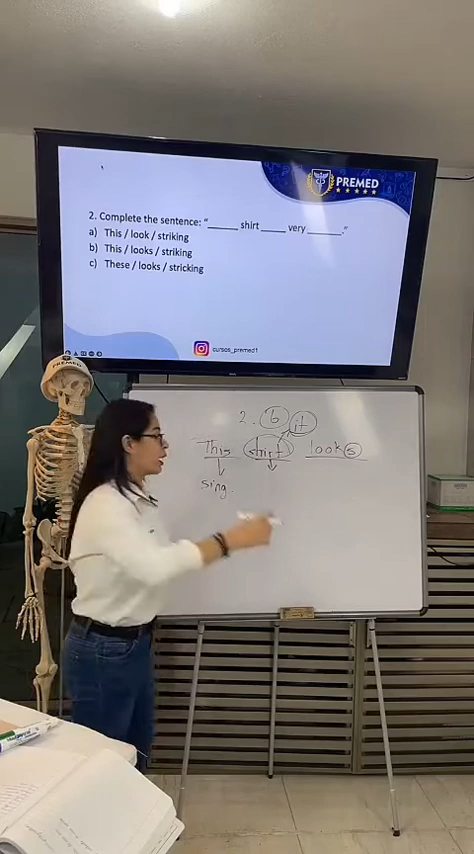 PREMED
2. Complete the sentence: "______ shirt _____ very _______."
a) This / look / striking
b) This / looks / striking
c) These / looks / stricking
cursos_premed1
PREMED
2. b it
This shirt looks
sing.